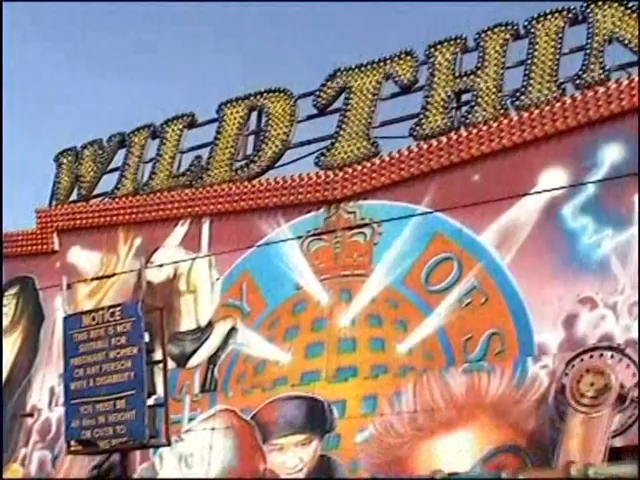 WILD THIN
Y OF S
NOTICE
THIS RIDE IS NOT
SUITABLE FOR
PREGNANT WOMEN
OR ANY PERSON
WITH A DISABILITY
YOU MUST BE
IN HEIGHT
OR OVER TO